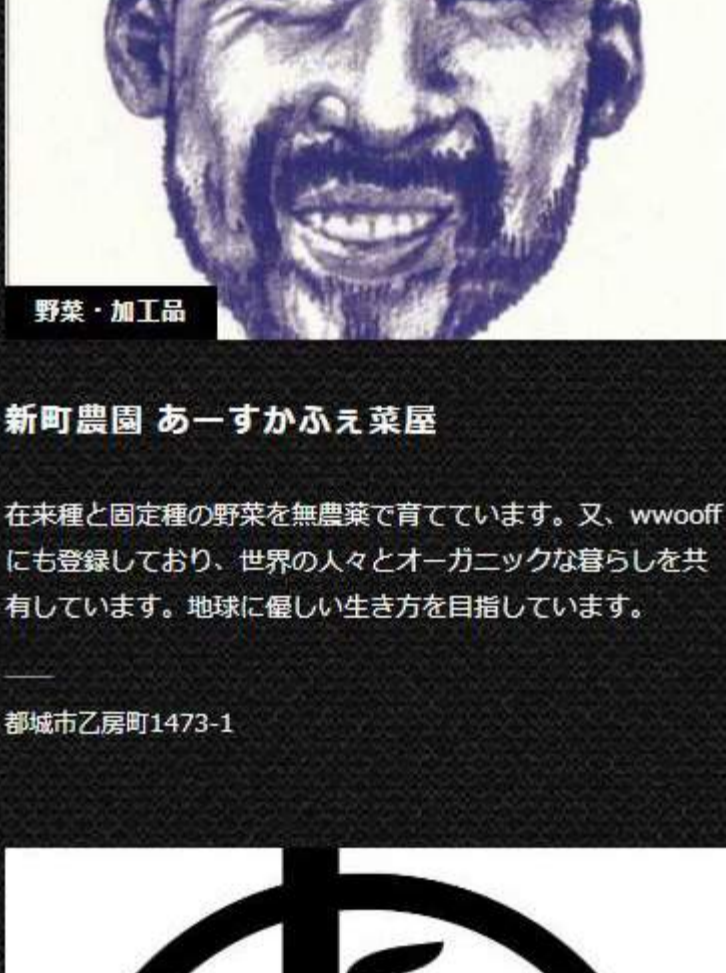 野菜・加工品
新町農園 あーすかふぇ菜屋
在来種と固定種の野菜を無農薬で育てています。又、wwooff
にも登録しており、世界の人々とオーガニックな暮らしを共
有しています。地球に優しい生き方を目指しています。
都城市乙房町1473-1